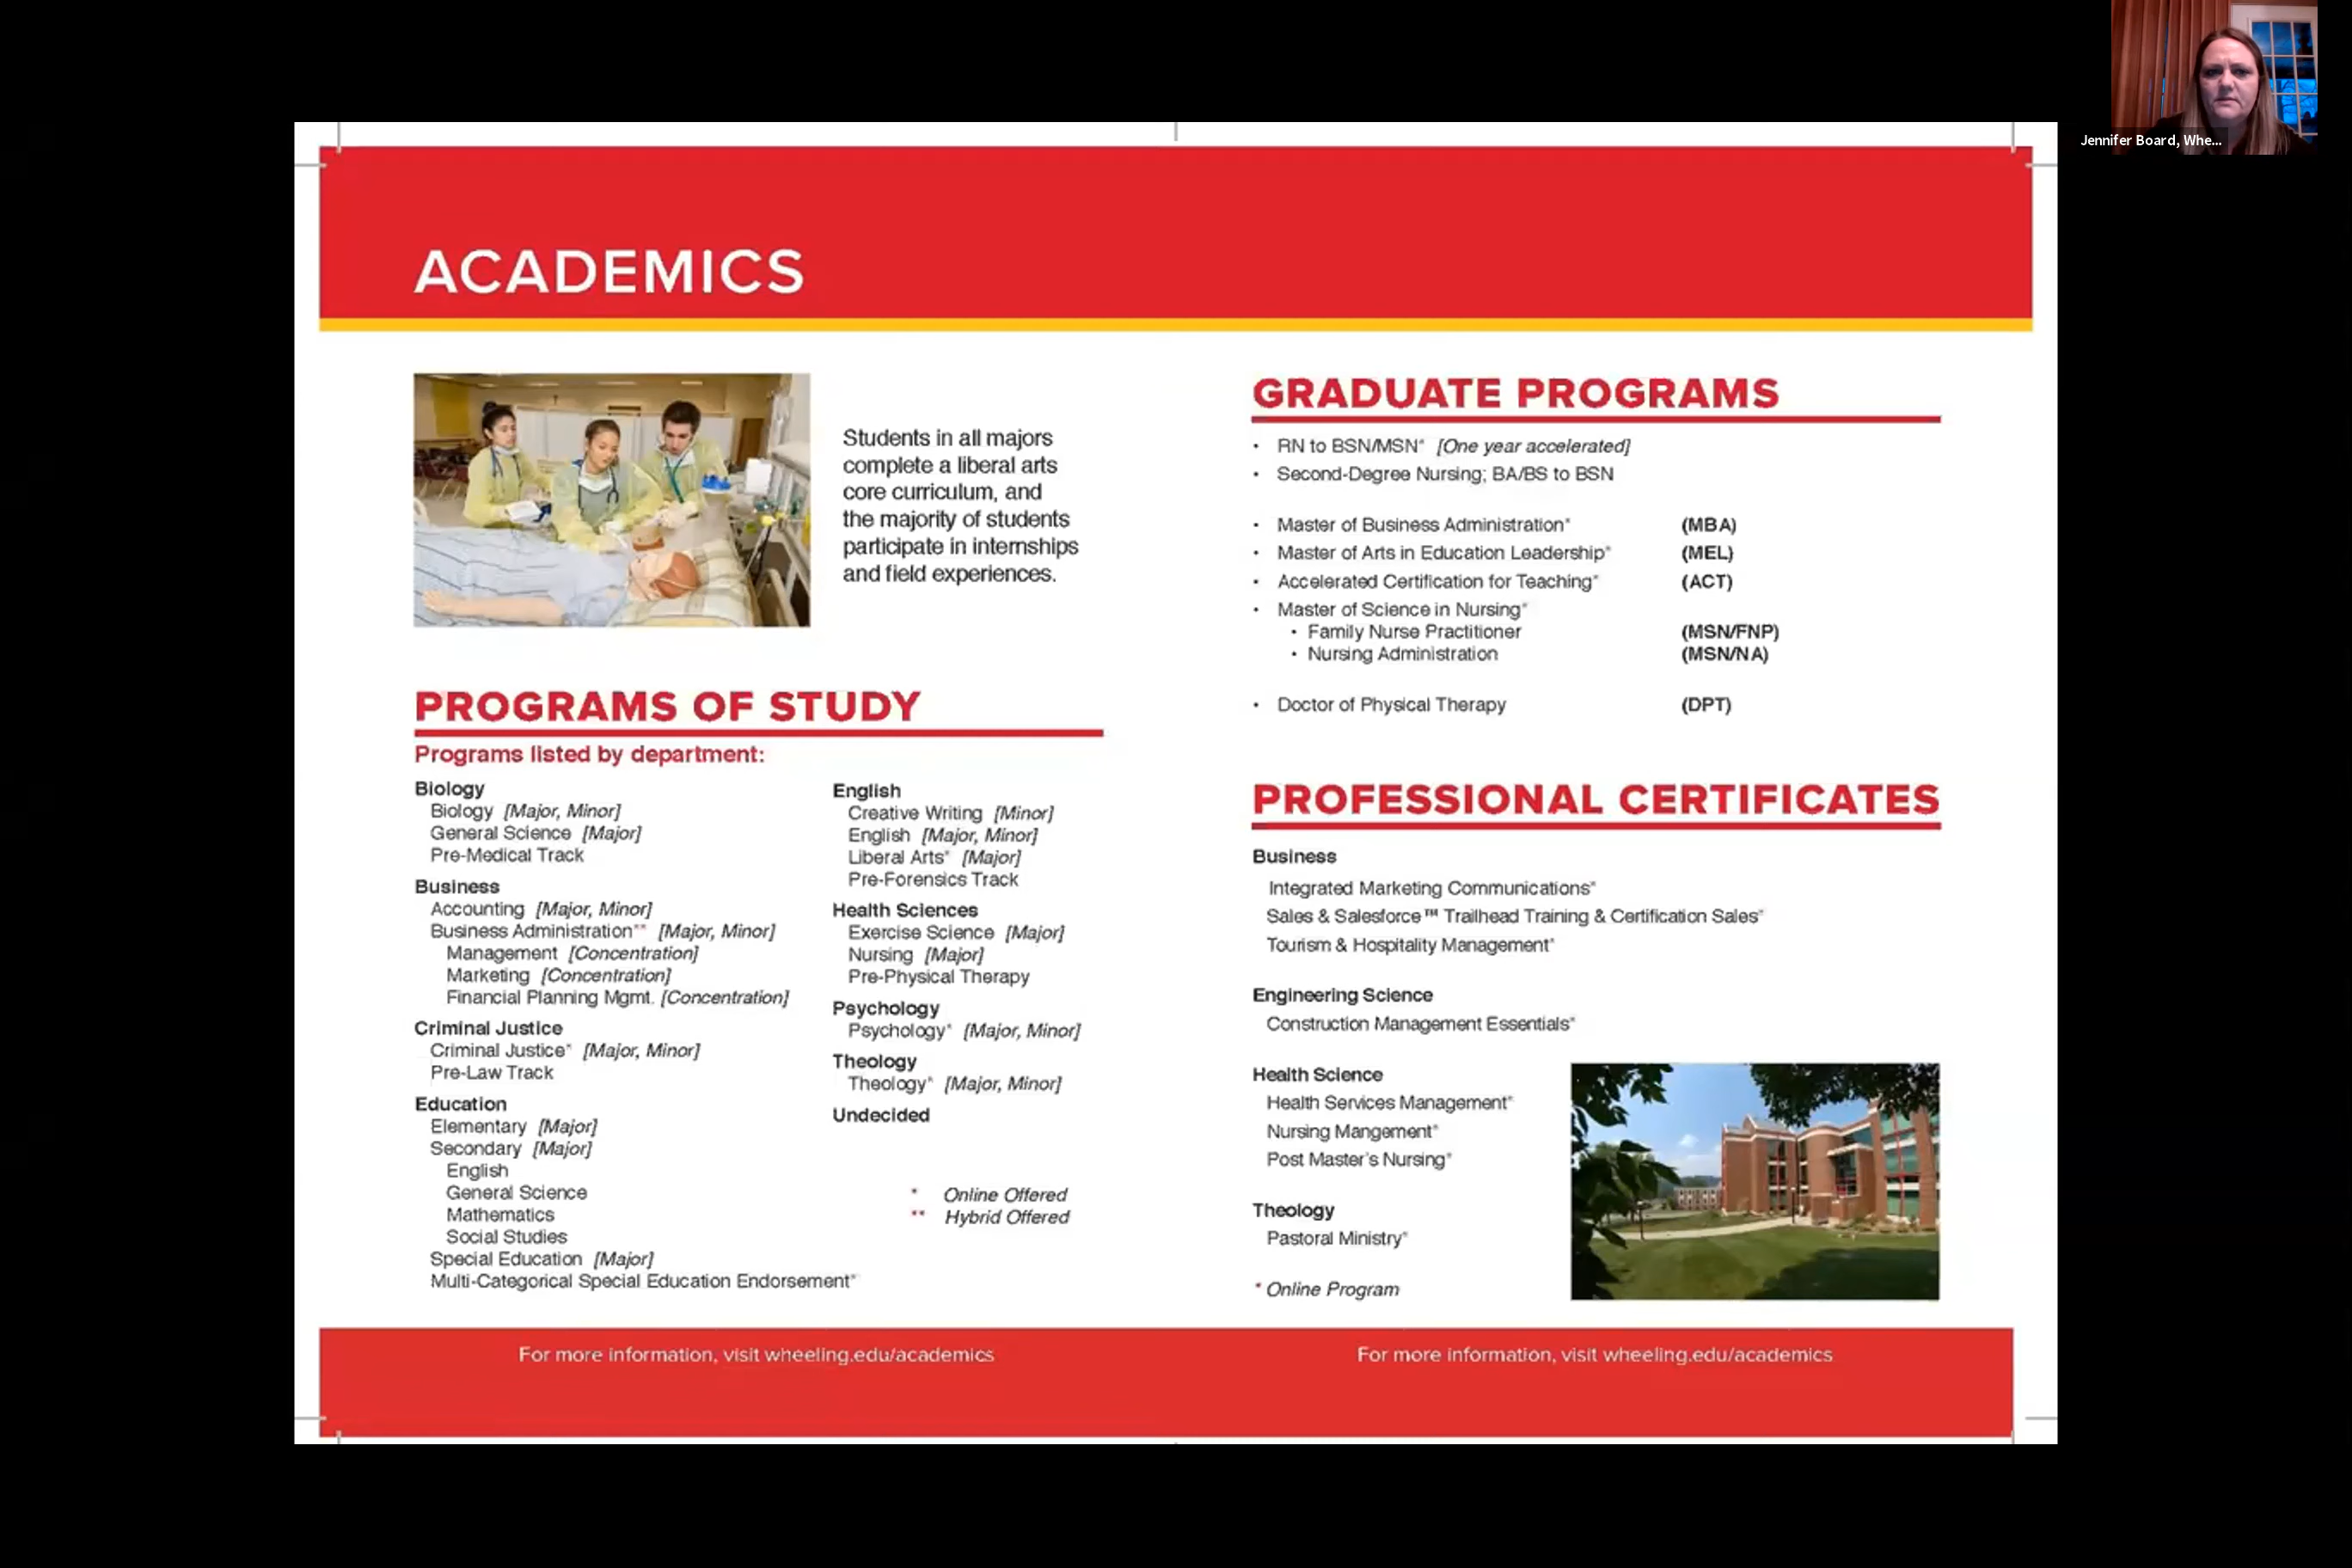 Jennifer Board, Whe...
ACADEMICS
Students in all majors
complete a liberal arts
core curriculum, and
the majority of students
participate in internships
and field experiences.
PROGRAMS OF STUDY
Programs listed by department:
Biology
Biology [Major, Minor]
General Science [Major]
Pre-Medical Track
Business
Accounting [Major, Minor]
Business Administration** [Major, Minor]
Management [Concentration]
Marketing [Concentration]
Financial Planning Mgmt. [Concentration]
Criminal Justice
Criminal Justice* [Major, Minor]
Pre-Law Track
Education
Elementary [Major]
Secondary [Major]
English
General Science
Mathematics
Social Studies
Special Education [Major]
Multi-Categorical Special Education Endorsement*
English
Creative Writing [Minor]
English [Major, Minor]
Liberal Arts* [Major]
Pre-Forensics Track
Health Sciences
Exercise Science [Major]
Nursing [Major]
Pre-Physical Therapy
Psychology
Psychology* [Major, Minor]
Theology
Theology* [Major, Minor]
Undecided
* Online Offered
** Hybrid Offered
For more information, visit wheeling.edu/academics
GRADUATE PROGRAMS
• RN to BSN/MSN* [One year accelerated]
• Second-Degree Nursing; BA/BS to BSN
• Master of Business Administration* (MBA)
• Master of Arts in Education Leadership* (MEL)
• Accelerated Certification for Teaching* (ACT)
• Master of Science in Nursing*
• Family Nurse Practitioner (MSN/FNP)
• Nursing Administration (MSN/NA)
• Doctor of Physical Therapy (DPT)
PROFESSIONAL CERTIFICATES
Business
Integrated Marketing Communications*
Sales & Salesforce™ Trailhead Training & Certification Sales*
Tourism & Hospitality Management*
Engineering Science
Construction Management Essentials*
Health Science
Health Services Management*
Nursing Mangement*
Post Master's Nursing*
Theology
Pastoral Ministry*
* Online Program
For more information, visit wheeling.edu/academics